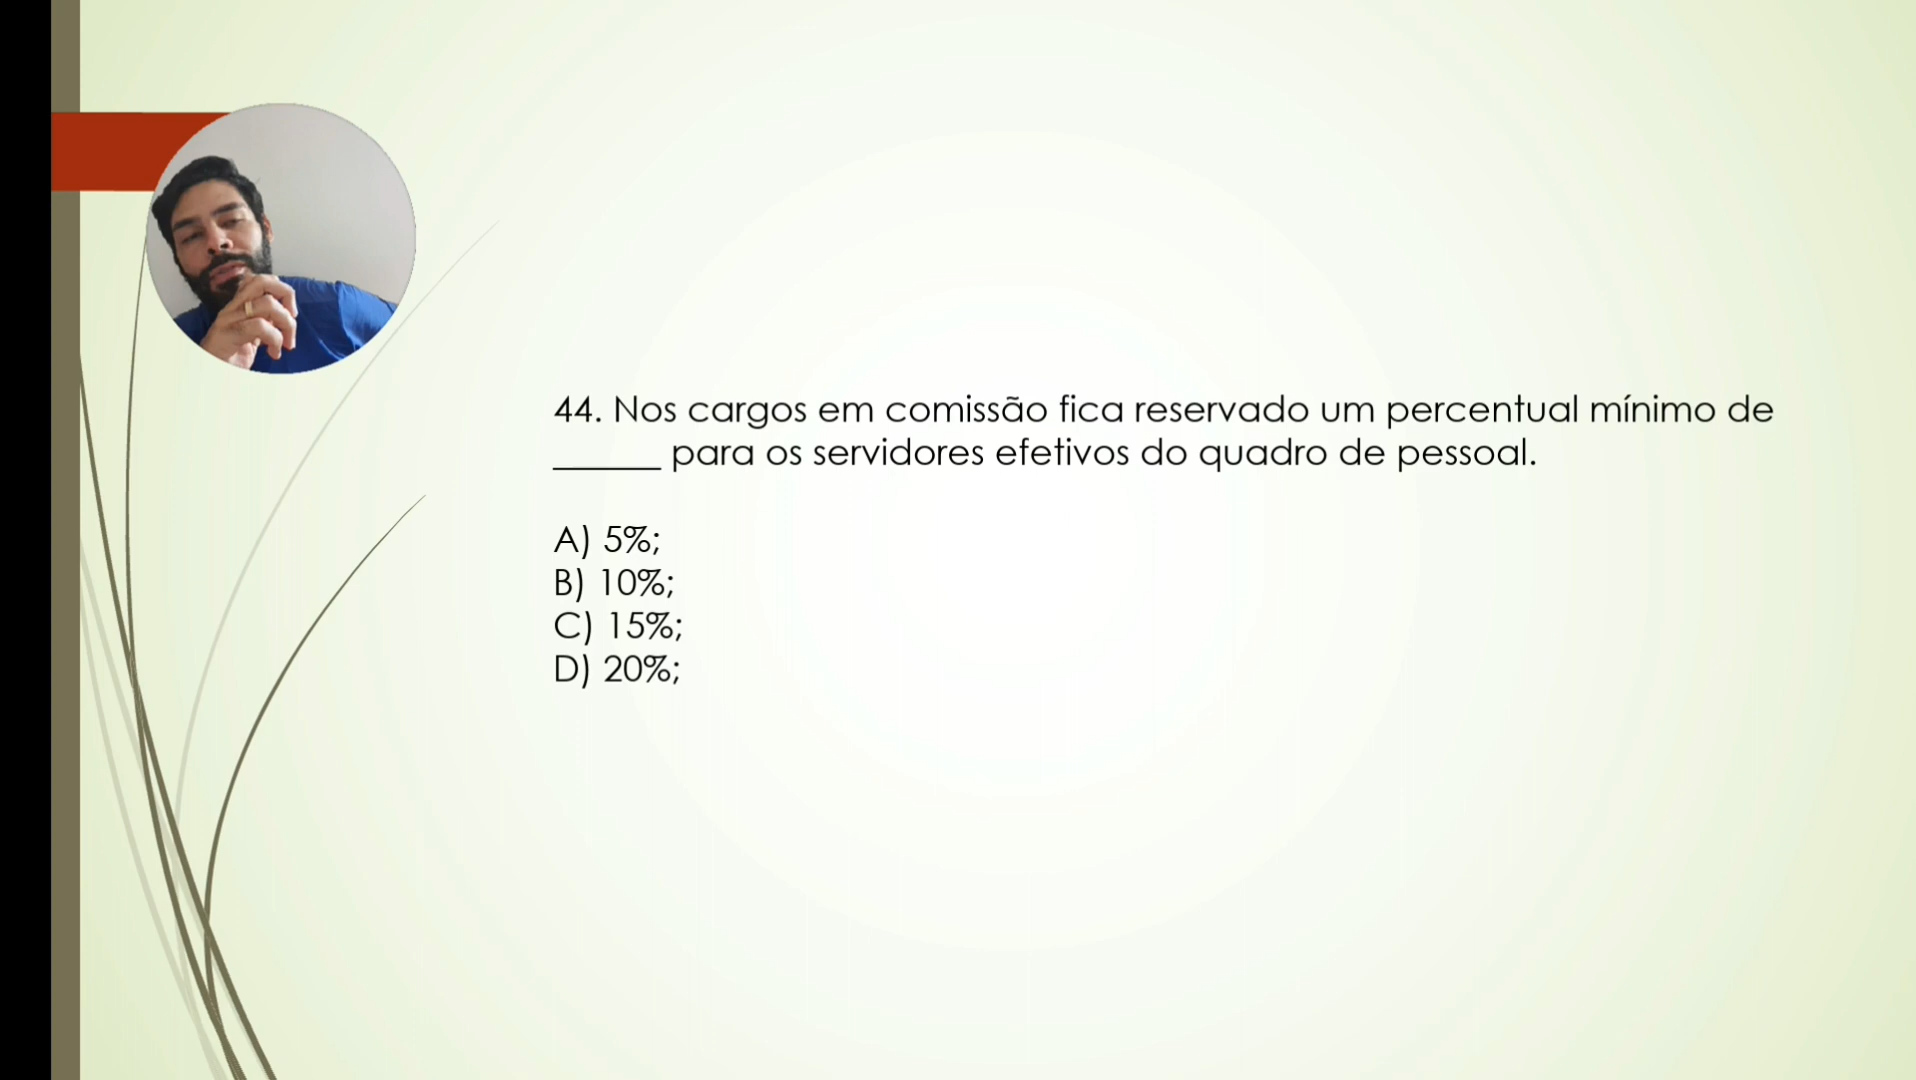 44. Nos cargos em comissão fica reservado um percentual mínimo de
______ para os servidores efetivos do quadro de pessoal.
A) 5%;
B) 10%;
C) 15%;
D) 20%;